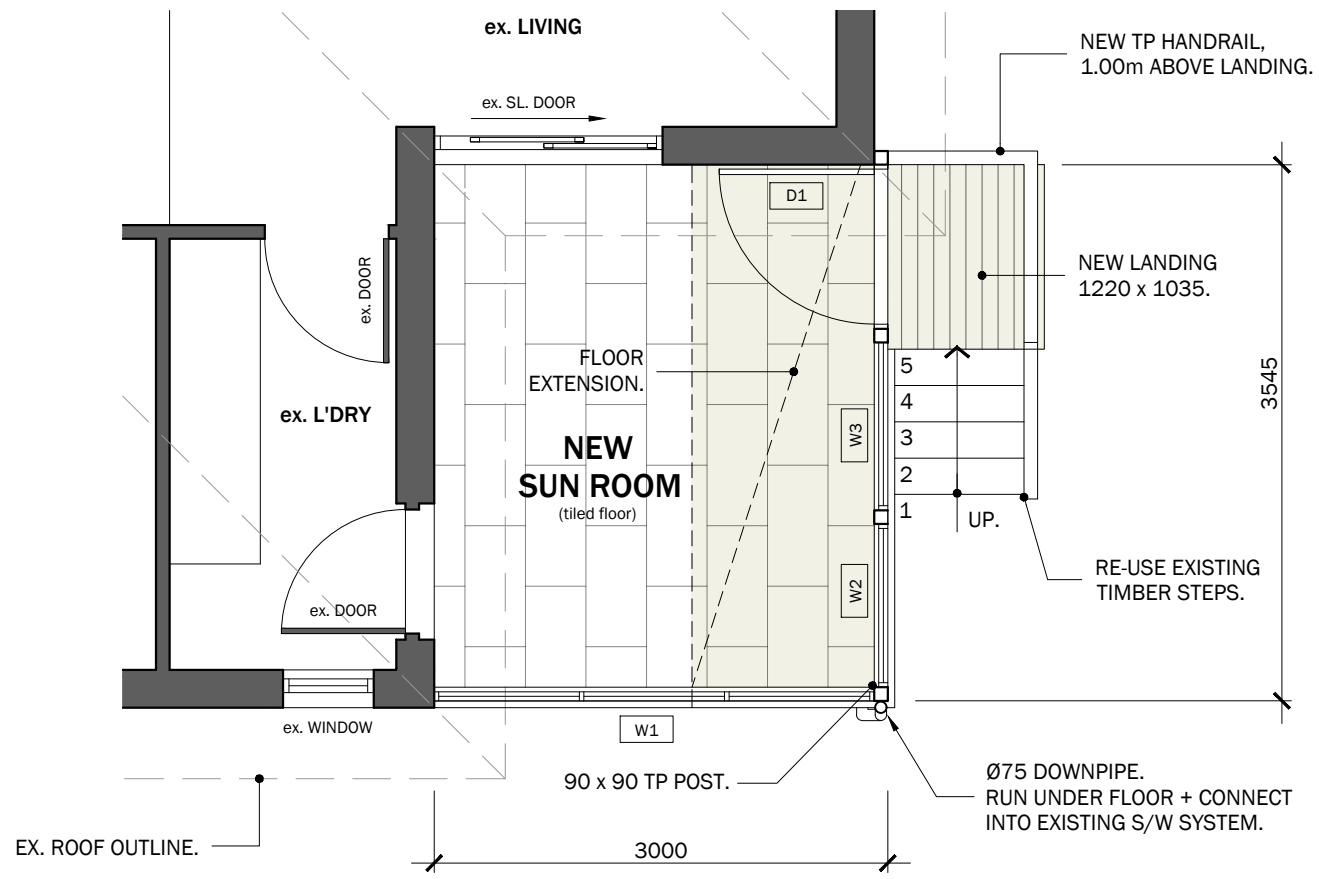 ex. LIVING
NEW TP HANDRAIL,
1.00m ABOVE LANDING.
ex. SL. DOOR
D1
NEW LANDING
1220 x 1035.
ex. DOOR
FLOOR
EXTENSION.
5
4
3
2
1
UP.
3545
ex. L'DRY
W3
NEW
SUN ROOM
(tiled floor)
RE-USE EXISTING
TIMBER STEPS.
W2
ex. DOOR
ex. WINDOW
W1
90 x 90 TP POST.
Ø75 DOWNPIPE.
RUN UNDER FLOOR + CONNECT
INTO EXISTING S/W SYSTEM.
EX. ROOF OUTLINE.
3000